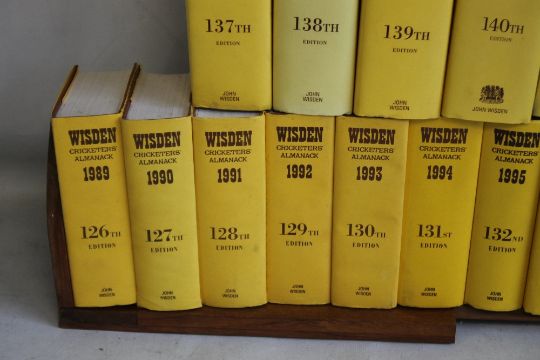 137TH
EDITION
JOHN
WISDEN
138TH
EDITION
JOHN
WISDEN
139TH
EDITION
JOHN
WISDEN
140TH
EDITION
JOHN WISDEN
WISDEN
CRICKETERS'
ALMANACK
1989
126TH
EDITION
JOHN
WISDEN
WISDEN
CRICKETERS'
ALMANACK
1990
127TH
EDITION
JOHN
WISDEN
WISDEN
CRICKETERS'
ALMANACK
1991
128TH
EDITION
JOHN
WISDEN
WISDEN
CRICKETERS'
ALMANACK
1992
129TH
EDITION
JOHN
WISDEN
WISDEN
CRICKETERS'
ALMANACK
1993
130TH
EDITION
JOHN
WISDEN
WISDEN
CRICKETERS'
ALMANACK
1994
131ST
EDITION
JOHN
WISDEN
WISDEN
CRICKETERS'
ALMANACK
1995
132ND
EDITION
JOHN
WISDEN